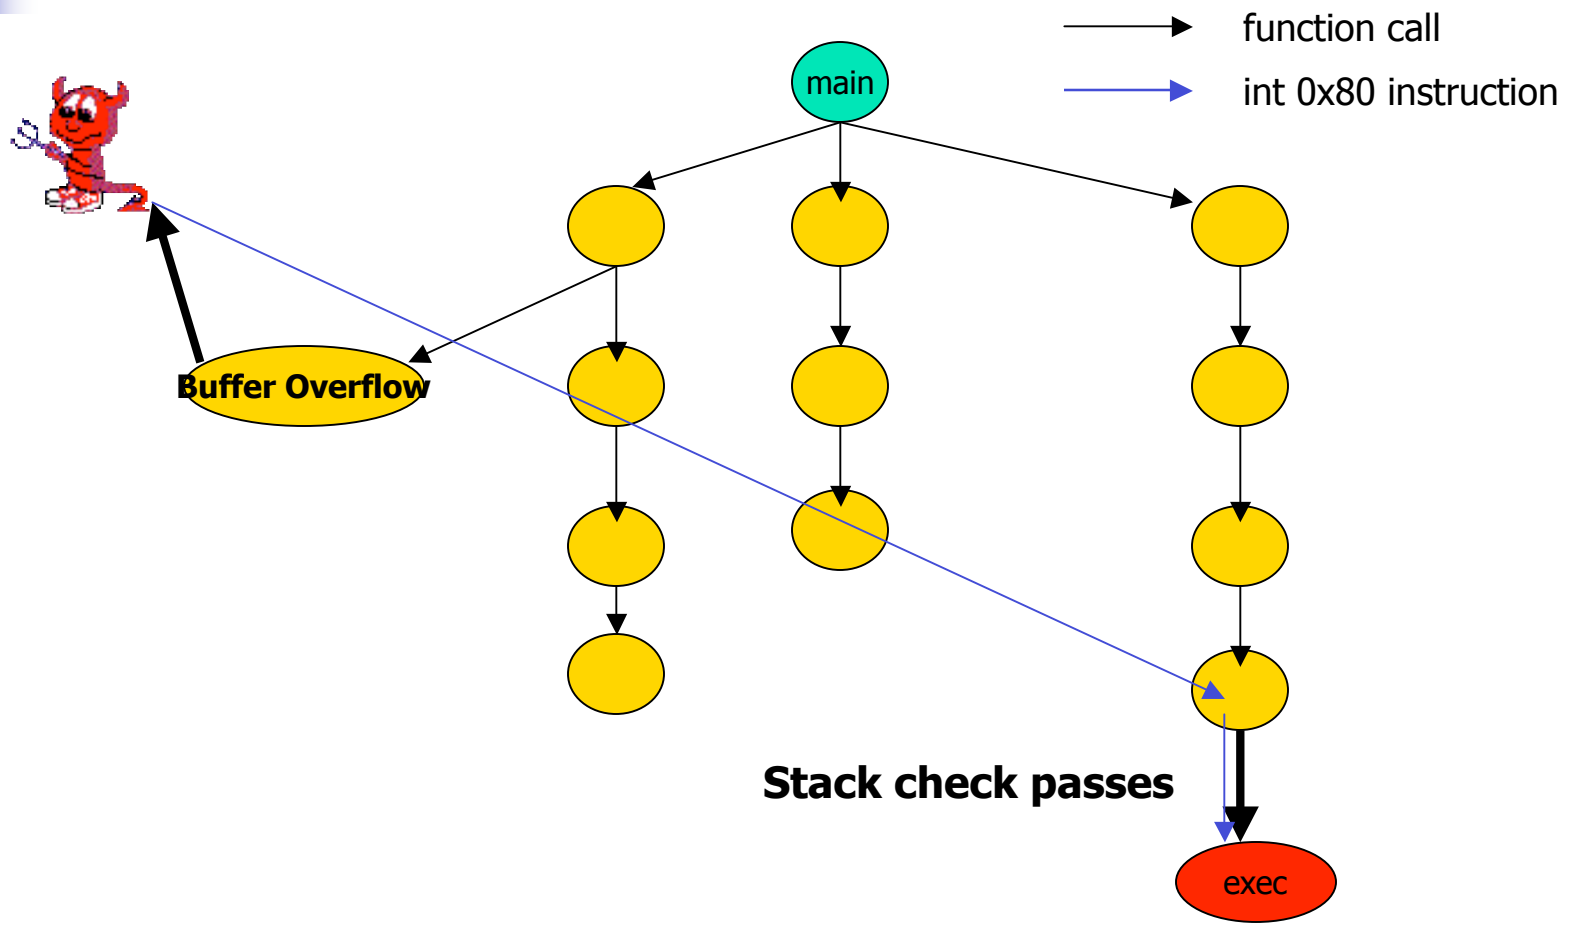 function call
main
int 0x80 instruction
Buffer Overflow
Stack check passes
exec